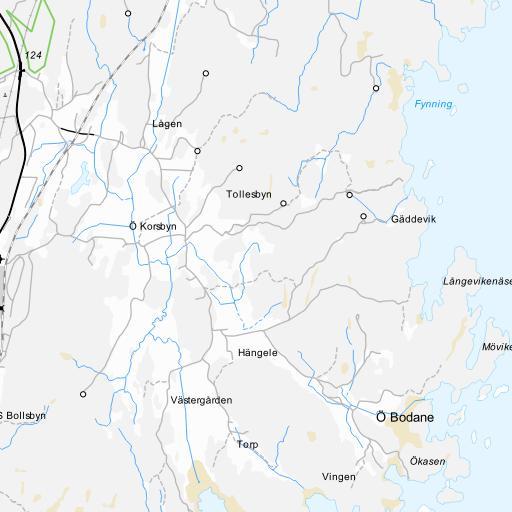 124
Fynning
Lågen
Tollesbyn
Gäddevik
Ö Korsbyn
Långevikenäse
Mövike
Hängele
Västergården
S Bollsbyn
Ö Bodane
Torp
Ökasen
Vingen